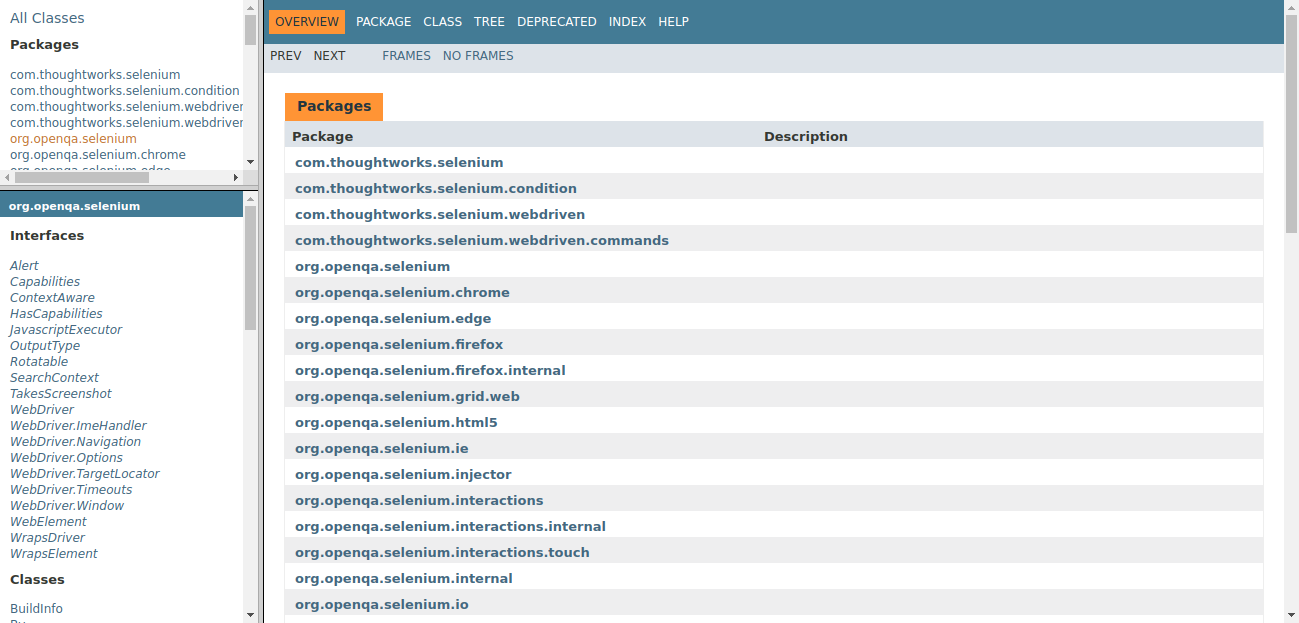 All Classes
Packages
com.thoughtworks.selenium
com.thoughtworks.selenium.condition
com.thoughtworks.selenium.webdriven
com.thoughtworks.selenium.webdriven
org.openqa.selenium
org.openqa.selenium.chrome
org.openqa.selenium.edge
org.openqa.selenium
Interfaces
Alert
Capabilities
ContextAware
HasCapabilities
JavascriptExecutor
OutputType
Rotatable
SearchContext
TakesScreenshot
WebDriver
WebDriver.ImeHandler
WebDriver.Navigation
WebDriver.Options
WebDriver.TargetLocator
WebDriver.Timeouts
WebDriver.Window
WebElement
WrapsDriver
WrapsElement
Classes
BuildInfo
By
OVERVIEW PACKAGE CLASS TREE DEPRECATED INDEX HELP
PREV NEXT FRAMES NO FRAMES
Packages
Package Description
com.thoughtworks.selenium
com.thoughtworks.selenium.condition
com.thoughtworks.selenium.webdriven
com.thoughtworks.selenium.webdriven.commands
org.openqa.selenium
org.openqa.selenium.chrome
org.openqa.selenium.edge
org.openqa.selenium.firefox
org.openqa.selenium.firefox.internal
org.openqa.selenium.grid.web
org.openqa.selenium.html5
org.openqa.selenium.ie
org.openqa.selenium.injector
org.openqa.selenium.interactions
org.openqa.selenium.interactions.internal
org.openqa.selenium.interactions.touch
org.openqa.selenium.internal
org.openqa.selenium.io